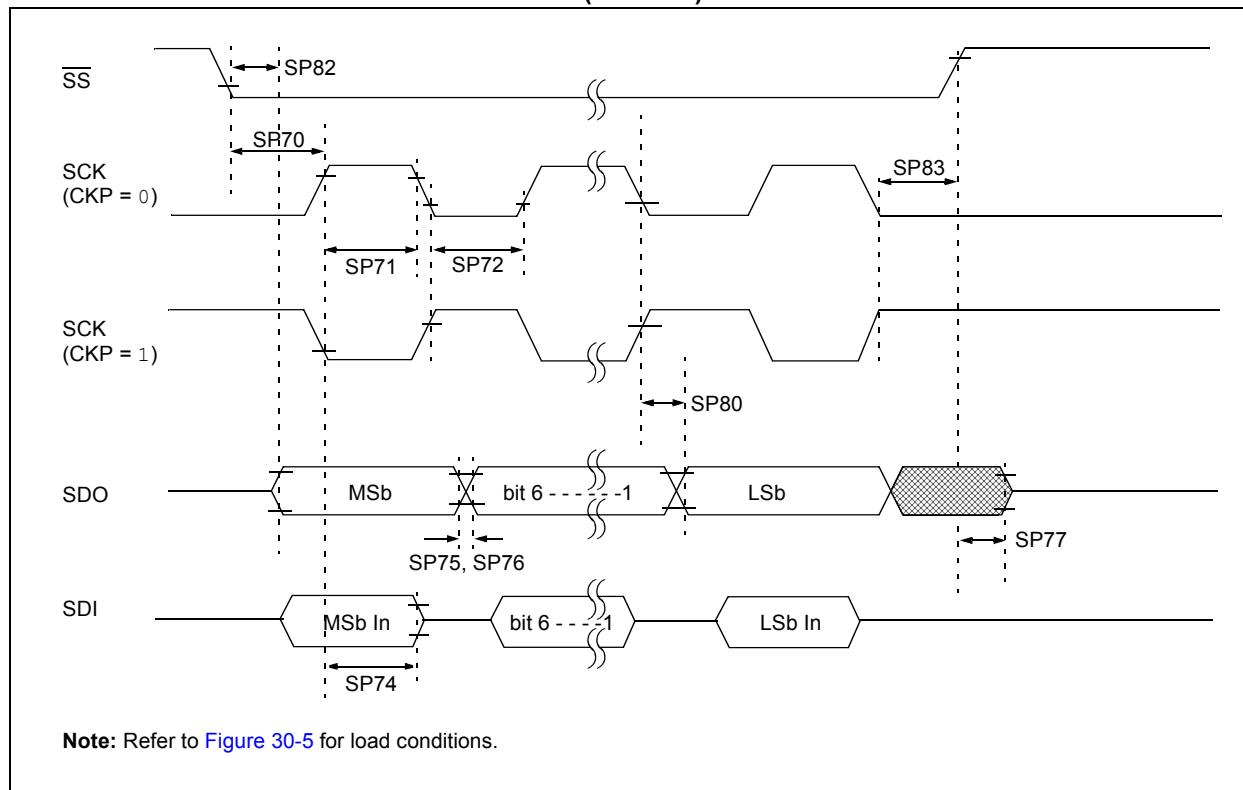 SS
SP82
SP70
SCK
(CKP = 0)
SP83
SP71
SP72
SCK
(CKP = 1)
SP80
SDO
MSb
bit 6 - - - - - -1
LSb
SP75, SP76
SP77
SDI
MSb In
bit 6 - - - -1
LSb In
SP74
Note: Refer to Figure 30-5 for load conditions.